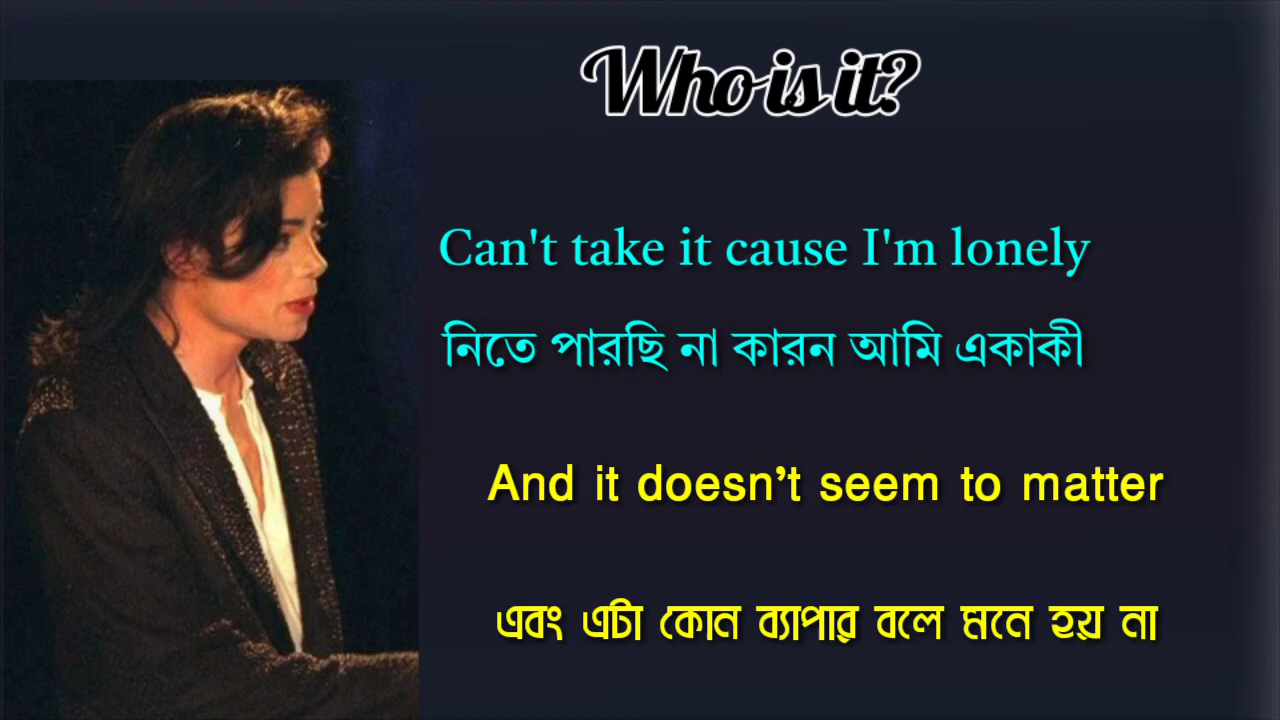 Who is it?
Can't take it cause I'm lonely
নিতে পারছি না কারন আমি একাকী
And it doesn’t seem to matter
এবং এটা কোন ব্যাপার বলে মনে হয় না